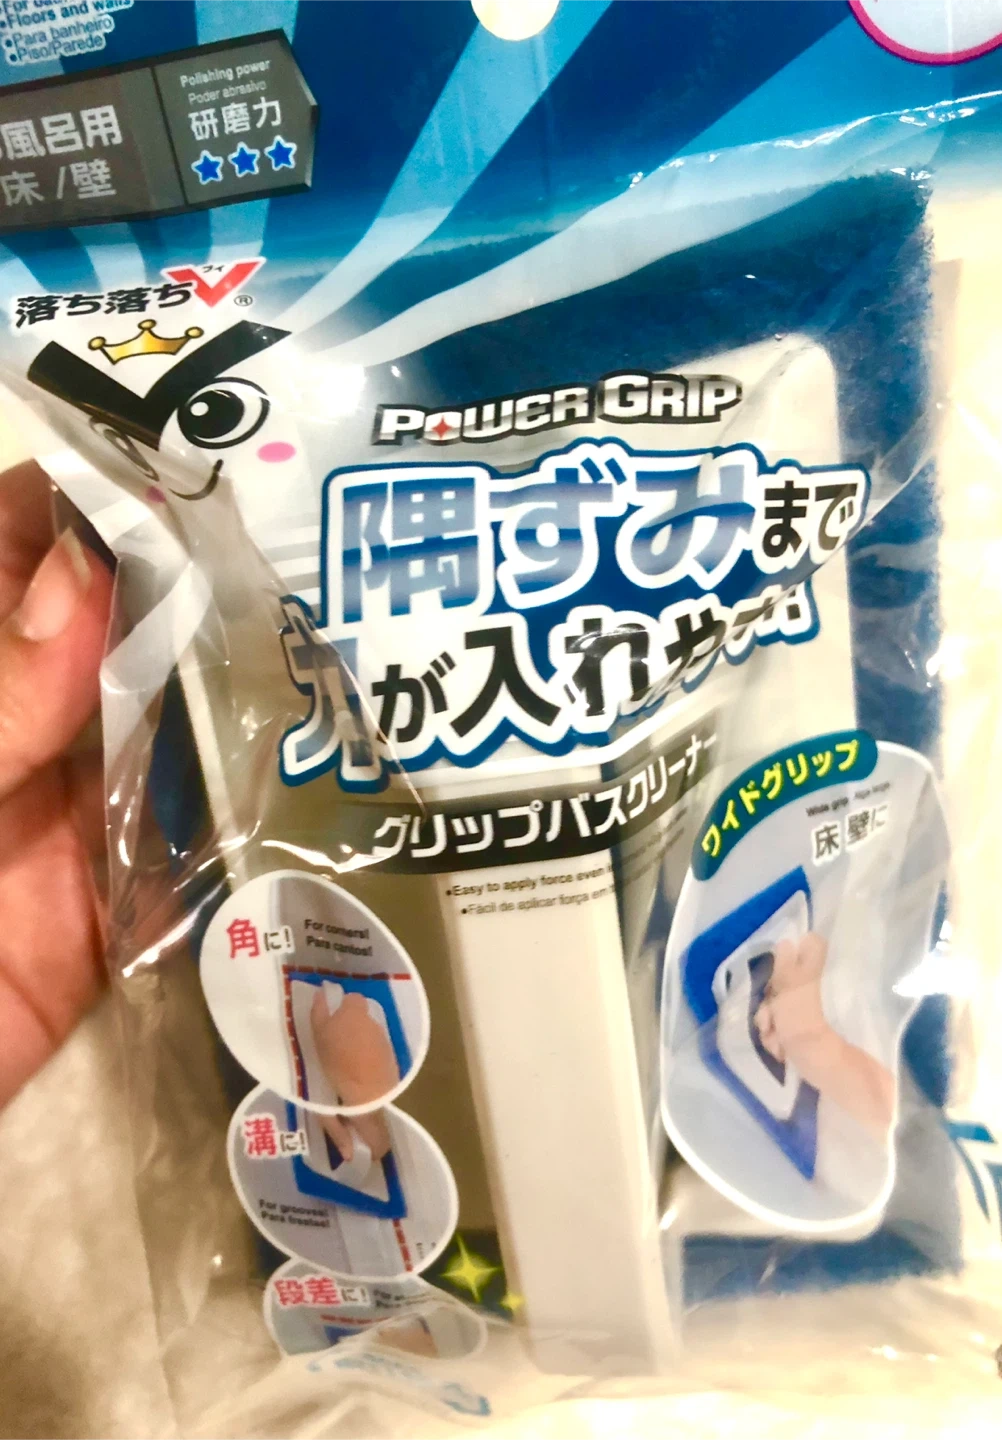 •Floors and walls
•Para banheiro
•Piso/Parede
風呂用
床/壁
Polishing power
Poder abrasivo
研磨力
落ち落ちV®
フイ
POWER GRIP
隅ずみまで
力が入れやすい
グリップバスクリーナー
•Easy to apply force even
•Fácil de aplicar força em
ワイドグリップ
Wide grip
床 壁に
角に!
For corners!
Para cantos!
溝に!
For grooves!
Para frestas!
段差に!